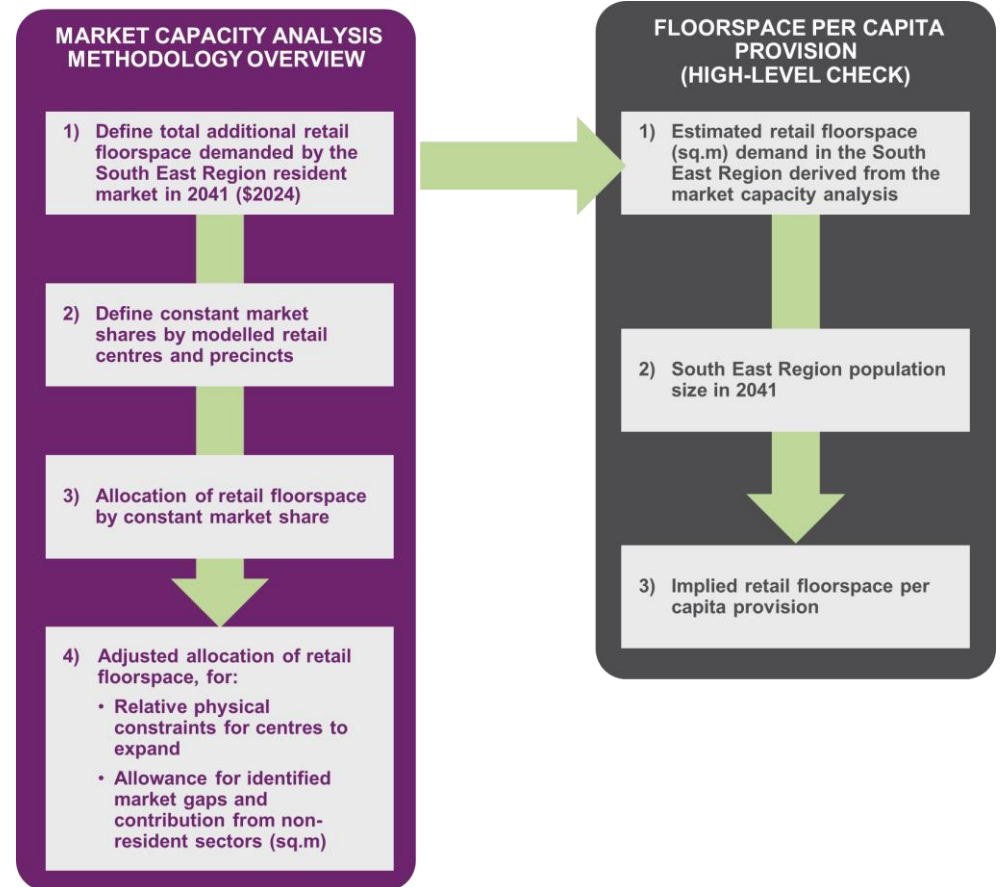 MARKET CAPACITY ANALYSIS
METHODOLOGY OVERVIEW
1) Define total additional retail
floorspace demanded by the
South East Region resident
market in 2041 ($2024)
2) Define constant market
shares by modelled retail
centres and precincts
3) Allocation of retail floorspace
by constant market share
4) Adjusted allocation of retail
floorspace, for:
• Relative physical
constraints for centres to
expand
• Allowance for identified
market gaps and
contribution from non-
resident sectors (sq.m)
FLOORSPACE PER CAPITA
PROVISION
(HIGH-LEVEL CHECK)
1) Estimated retail floorspace
(sq.m) demand in the South
East Region derived from the
market capacity analysis
2) South East Region population
size in 2041
3) Implied retail floorspace per
capita provision